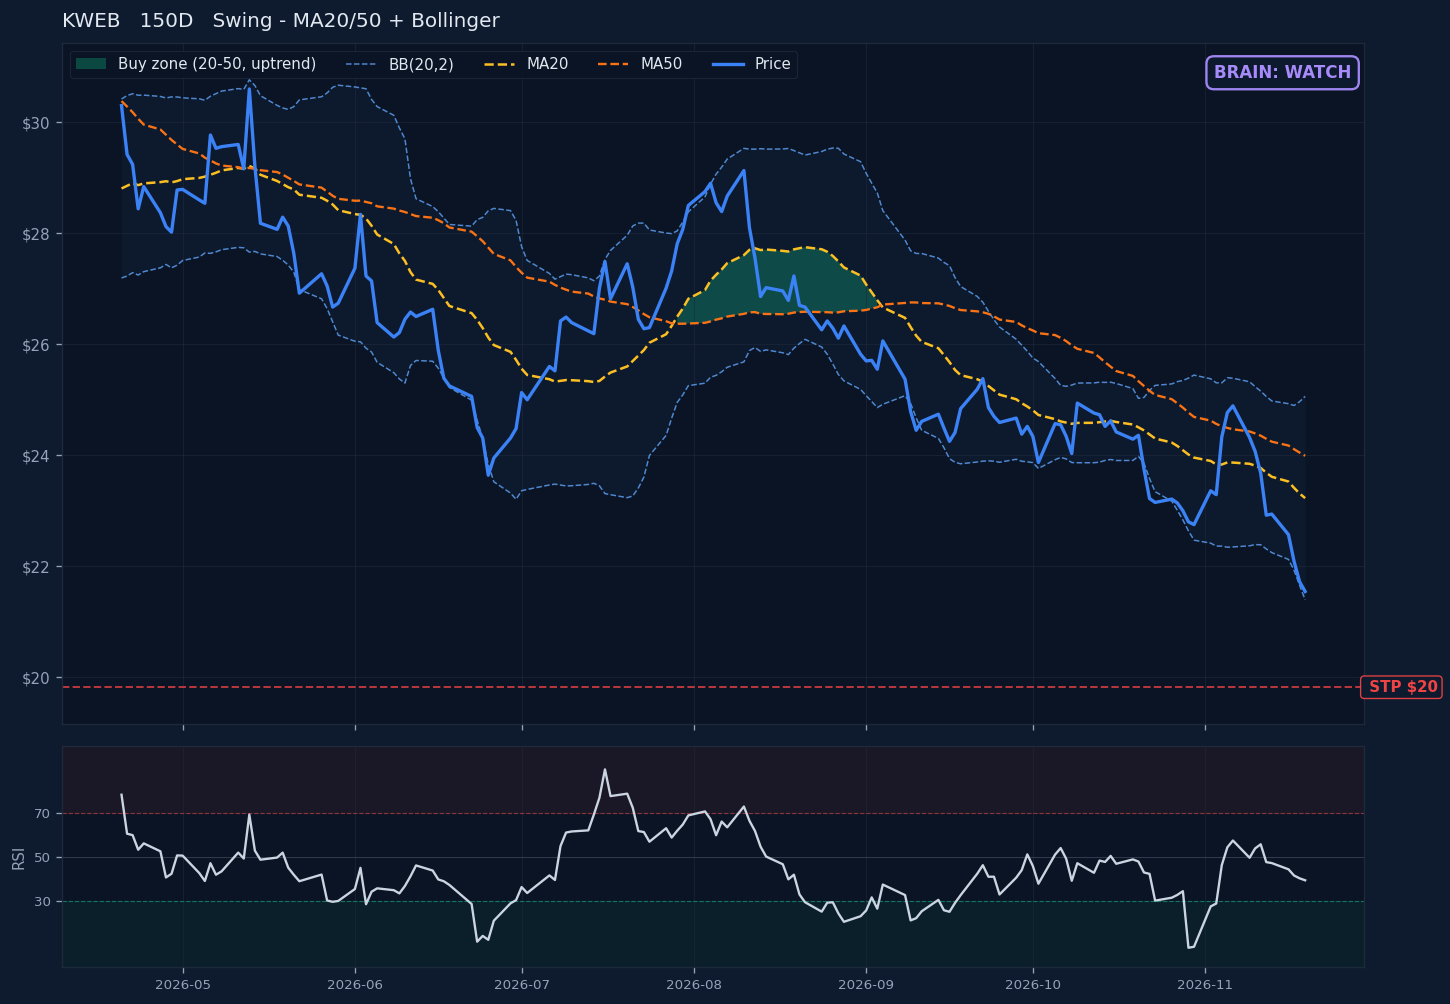 KWEB 150D Swing - MA20/50 + Bollinger
Buy zone (20-50, uptrend) BB(20,2) MA20 MA50 Price
BRAIN: WATCH
$30
$28
$26
$24
$22
$20
STP $20
70
50
30
RSI
2026-05 2026-06 2026-07 2026-08 2026-09 2026-10 2026-11